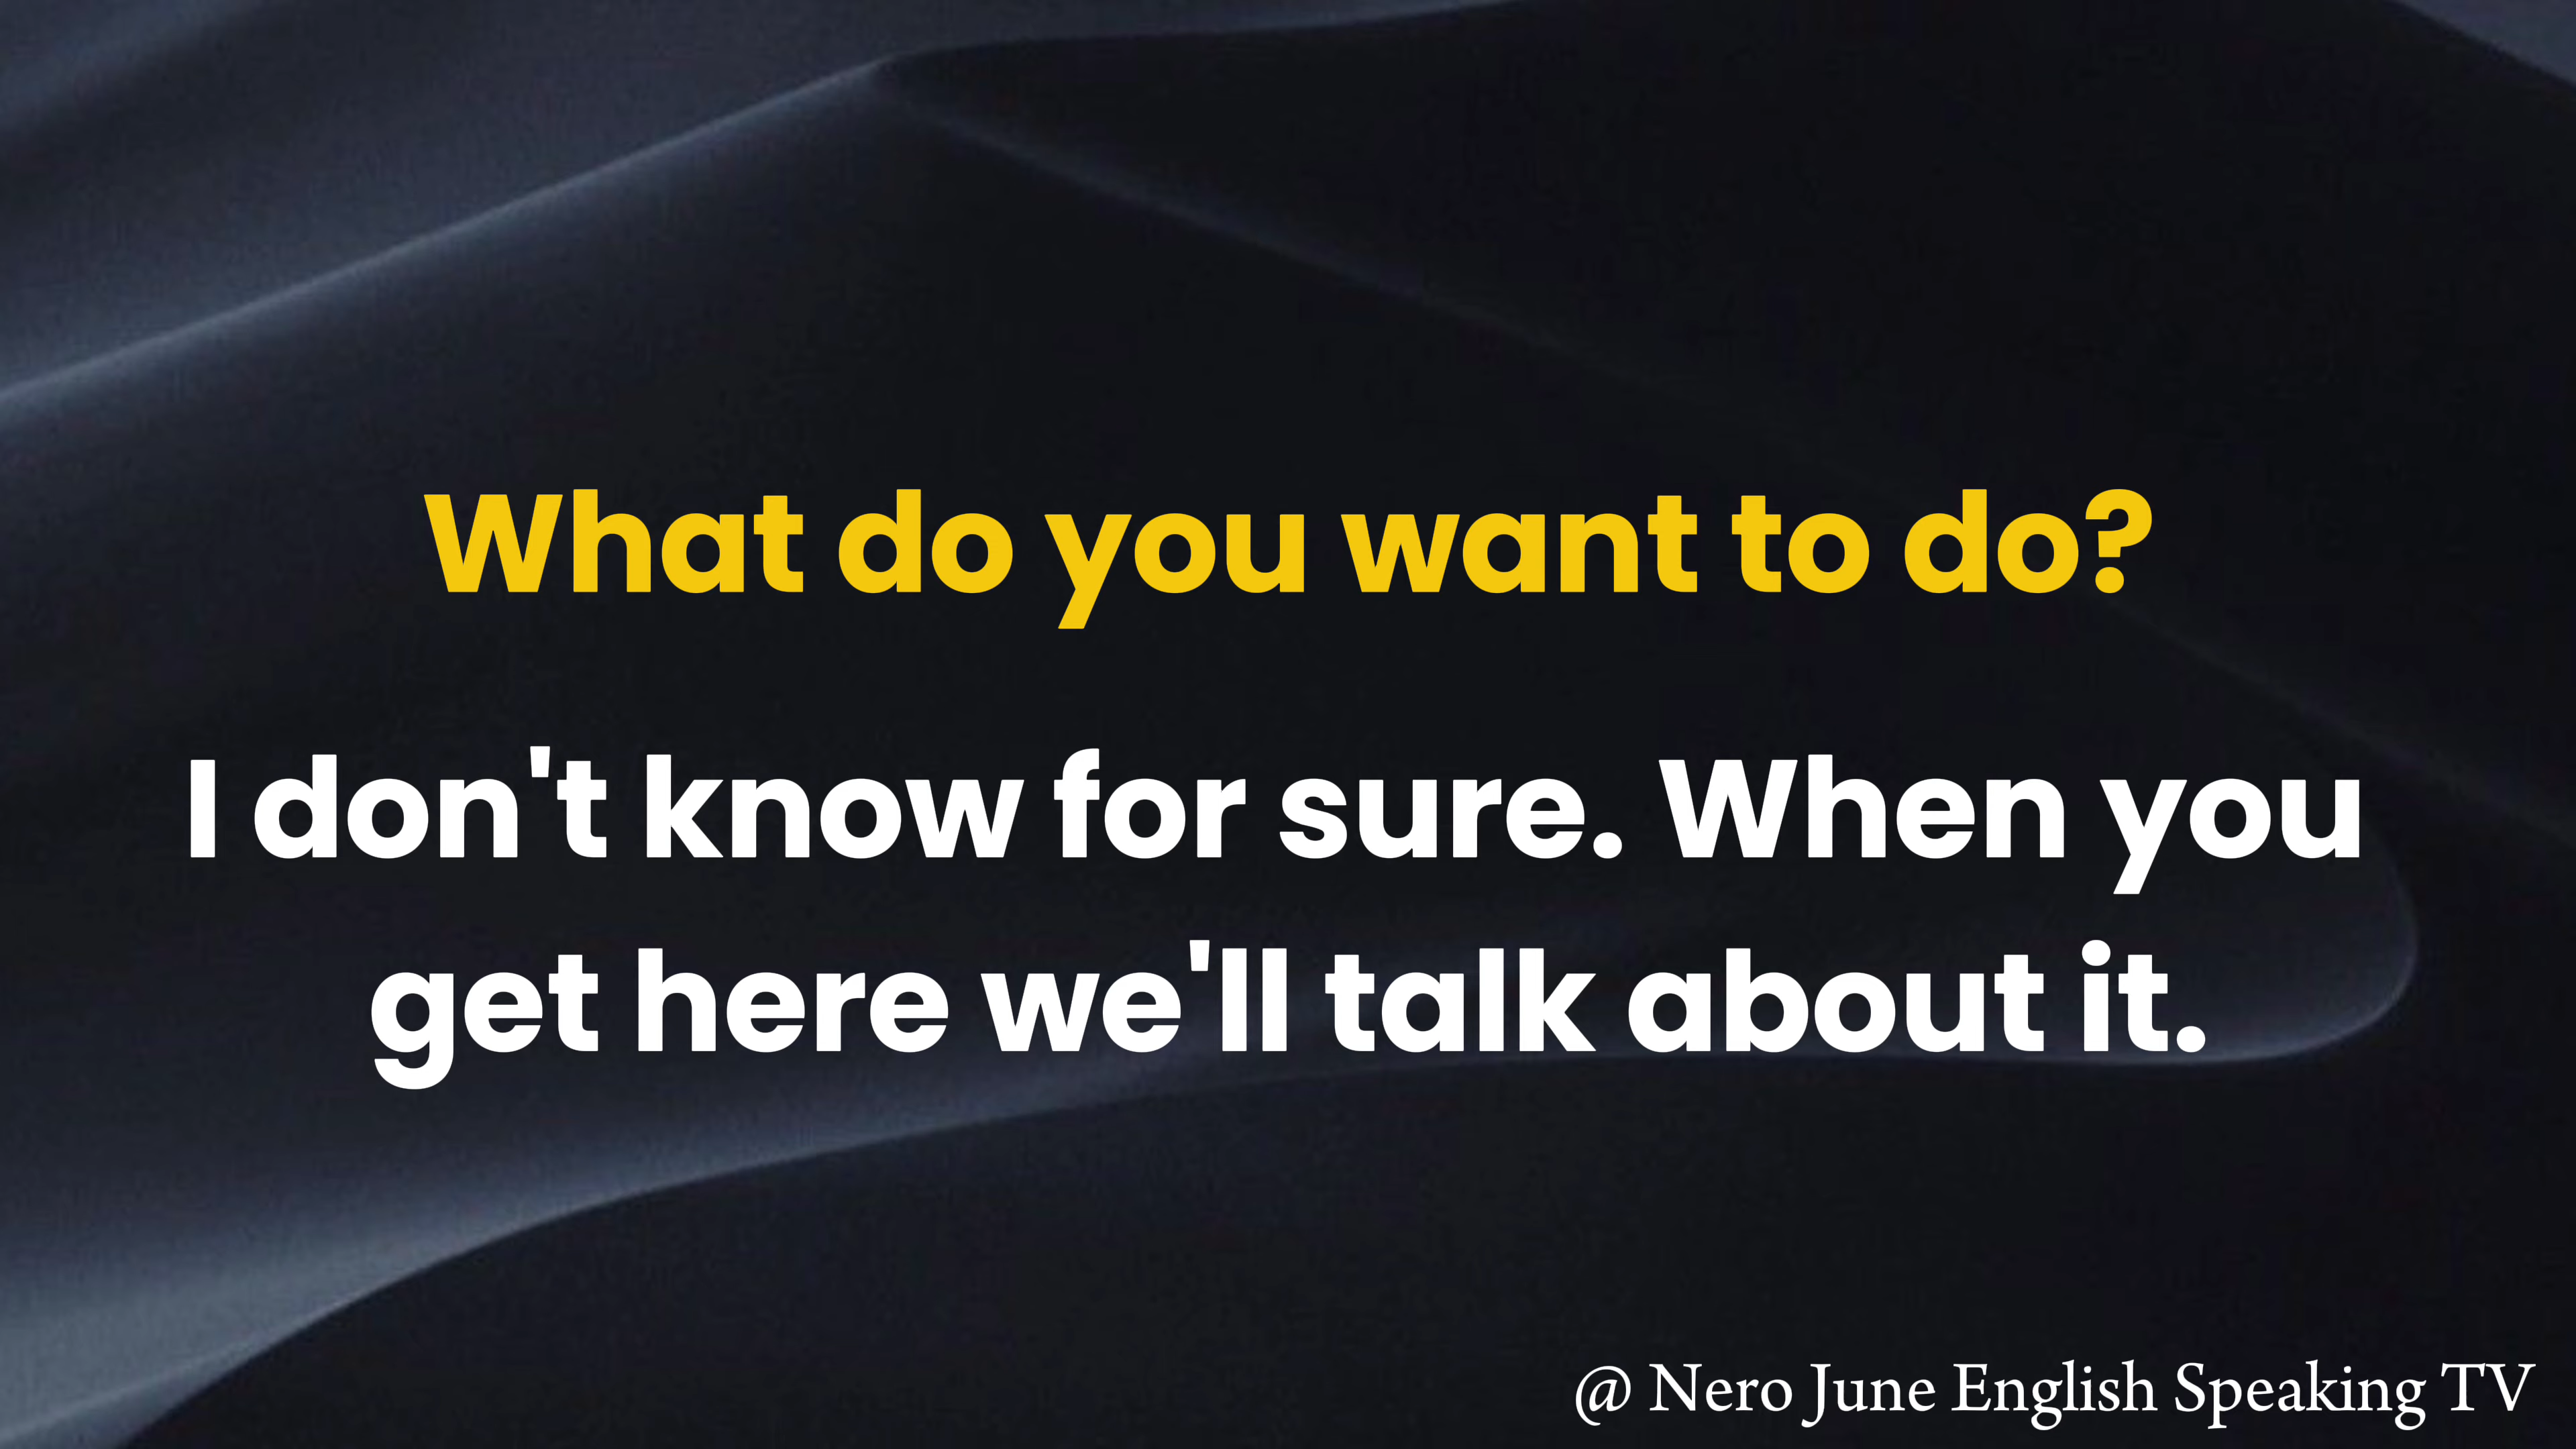 What do you want to do?
I don't know for sure. When you
get here we'll talk about it.
@ Nero June English Speaking TV